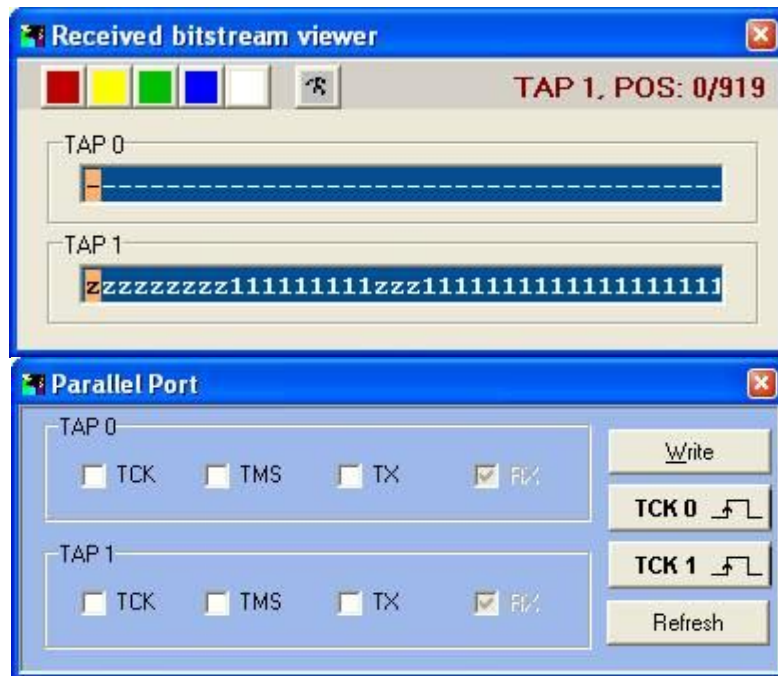 Received bitstream viewer
TAP 1, POS: 0/919
TAP 0
----------------------------------------
TAP 1
zzzzzzzzz111111111zzz1111111111111111111
Parallel Port
TAP 0
TCK TMS TX RX
TAP 1
TCK TMS TX RX
Write
TCK 0
TCK 1
Refresh